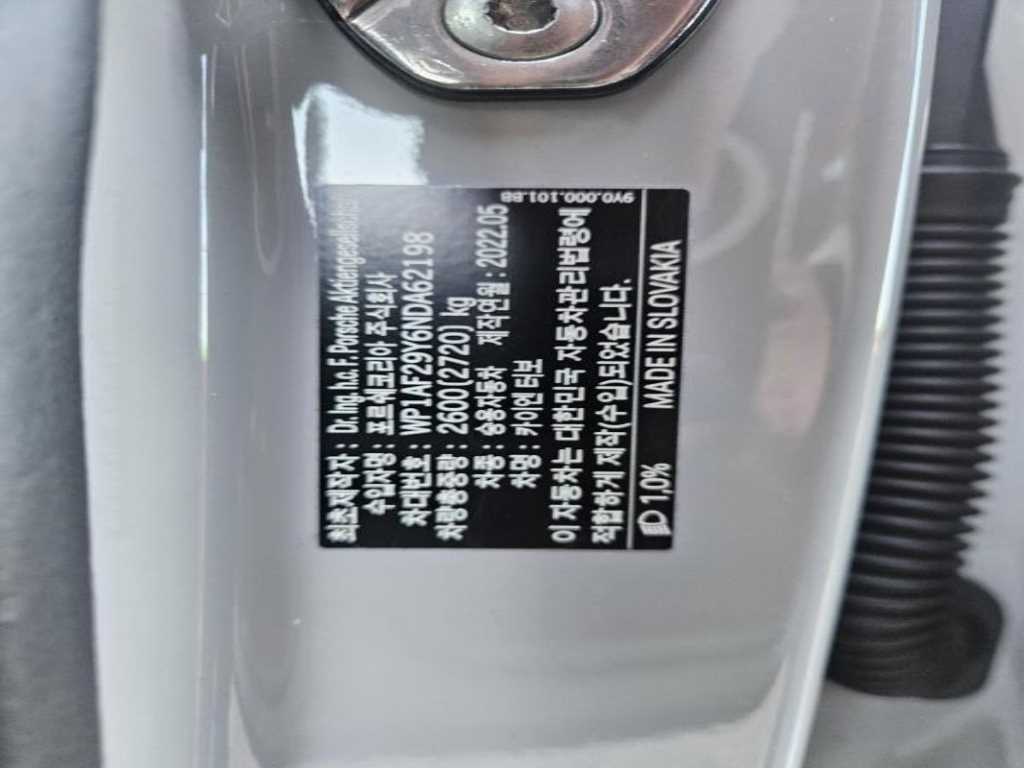 최초제작자 : Dr. Ing. h.c. F. Porsche Aktiengesellschaft
수입자명 : 포르쉐코리아 주식회사
차대번호 : WP1AF29Y6NDA62198
차량총중량 : 2600(2720) kg
차종 : 승용자동차 제작연월 : 2022.05
차명 : 카이엔 터보
이 자동차는 대한민국 자동차관리법령에
적합하게 제작(수입)되었습니다.
1,0% MADE IN SLOVAKIA
9Y0.000.101.BB